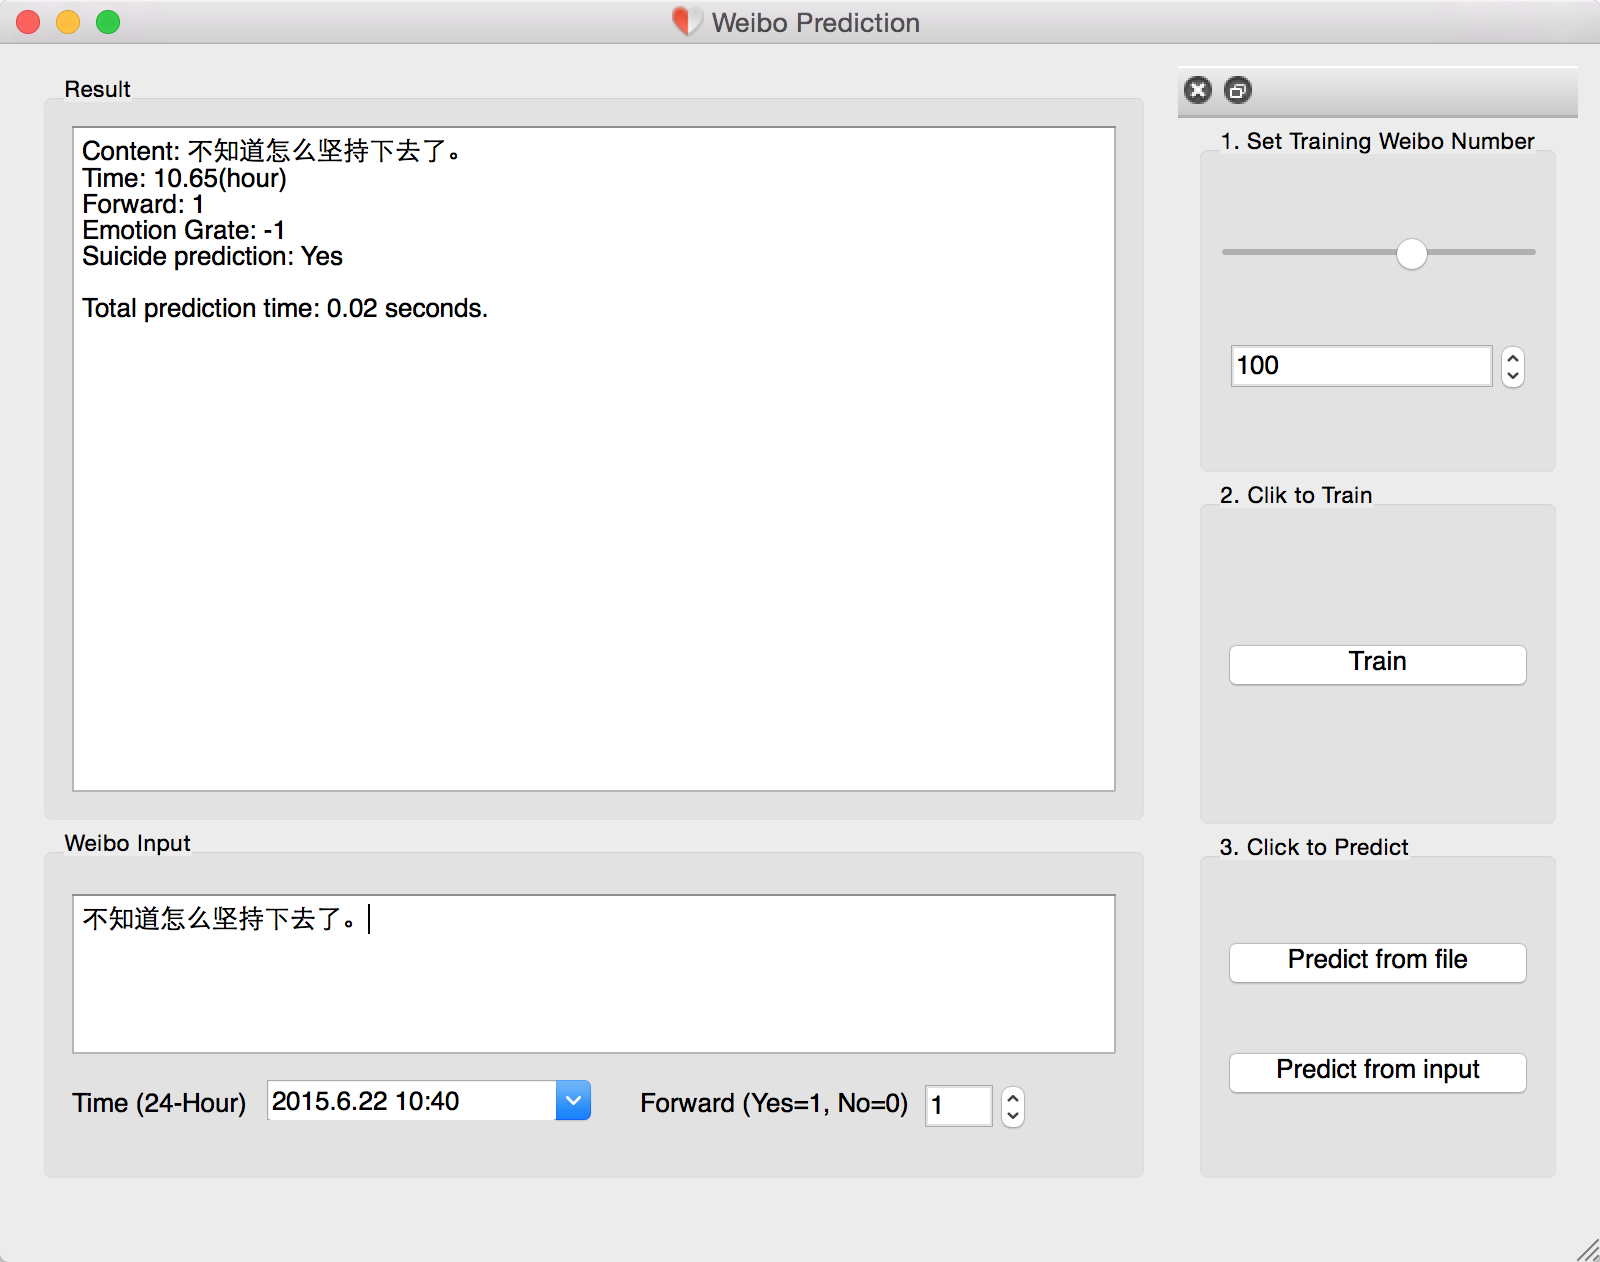 Weibo Prediction
Result
Content: 不知道怎么坚持下去了。
Time: 10.65(hour)
Forward: 1
Emotion Grate: -1
Suicide prediction: Yes
Total prediction time: 0.02 seconds.
Weibo Input
不知道怎么坚持下去了。
Time (24-Hour) 2015.6.22 10:40 Forward (Yes=1, No=0) 1
1. Set Training Weibo Number
100
2. Clik to Train
Train
3. Click to Predict
Predict from file
Predict from input